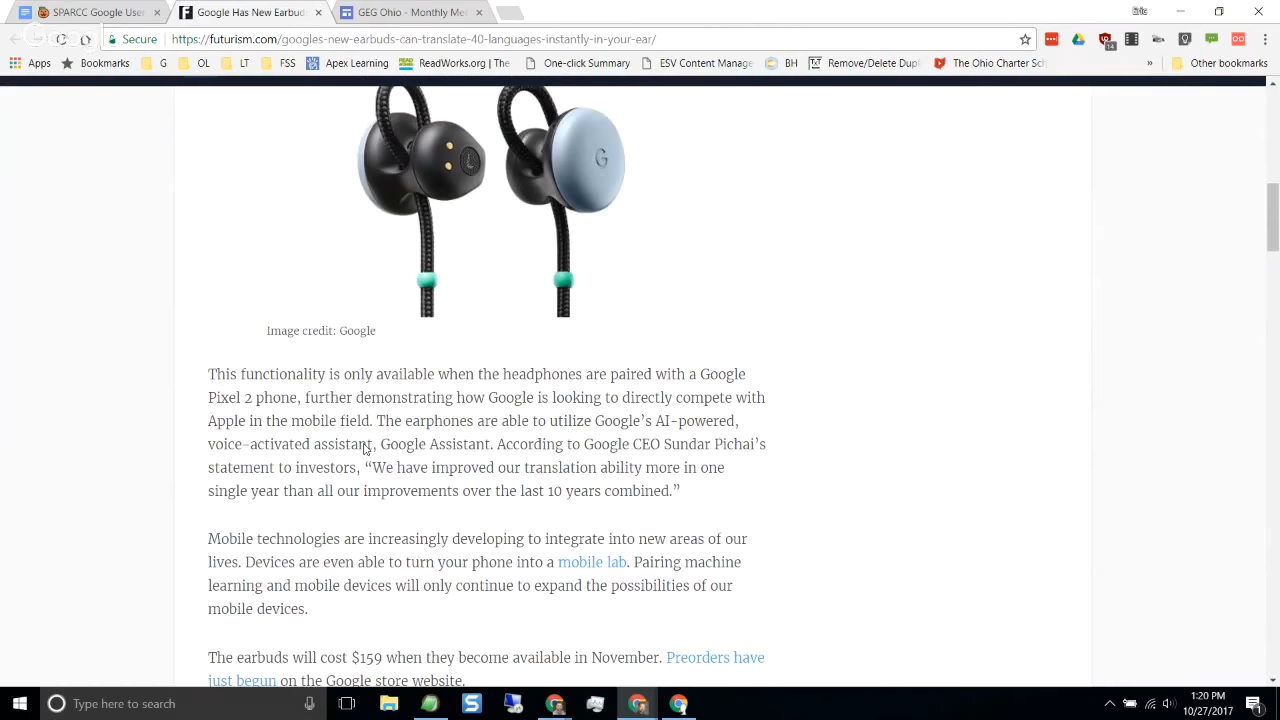 SPARCC Google User
Google Has New Earbud
GEG Ohio - Monthly Mee
Secure
https://futurism.com/googles-new-earbuds-can-translate-40-languages-instantly-in-your-ear/
14
Apps
Bookmarks
G
OL
LT
FSS
Apex Learning
ReadWorks.org | The
One-click Summary
ESV Content Manage
BH
Remove/Delete Dup
The Ohio Charter Sch
»
Other bookmarks
G
Image credit: Google
This functionality is only available when the headphones are paired with a Google
Pixel 2 phone, further demonstrating how Google is looking to directly compete with
Apple in the mobile field. The earphones are able to utilize Google’s AI-powered,
voice-activated assistant, Google Assistant. According to Google CEO Sundar Pichai’s
statement to investors, “We have improved our translation ability more in one
single year than all our improvements over the last 10 years combined.”
Mobile technologies are increasingly developing to integrate into new areas of our
lives. Devices are even able to turn your phone into a mobile lab. Pairing machine
learning and mobile devices will only continue to expand the possibilities of our
mobile devices.
The earbuds will cost $159 when they become available in November. Preorders have
just begun on the Google store website.
Type here to search
1:20 PM
10/27/2017